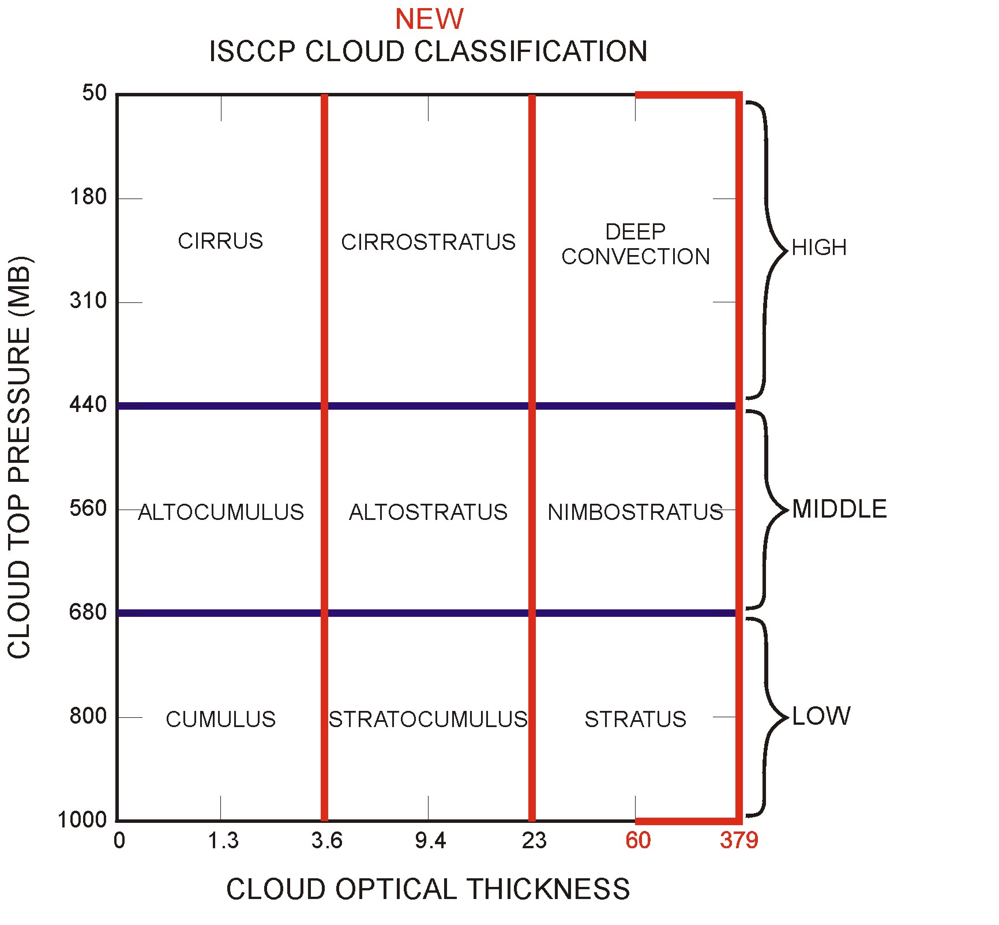 NEW
ISCCP CLOUD CLASSIFICATION
50
180
CIRRUS
CIRROSTRATUS
DEEP
CONVECTION
HIGH
310
440
CLOUD TOP PRESSURE (MB)
560
ALTOCUMULUS
ALTOSTRATUS
NIMBOSTRATUS
MIDDLE
680
800
CUMULUS
STRATOCUMULUS
STRATUS
LOW
1000
0 1.3 3.6 9.4 23 60 379
CLOUD OPTICAL THICKNESS